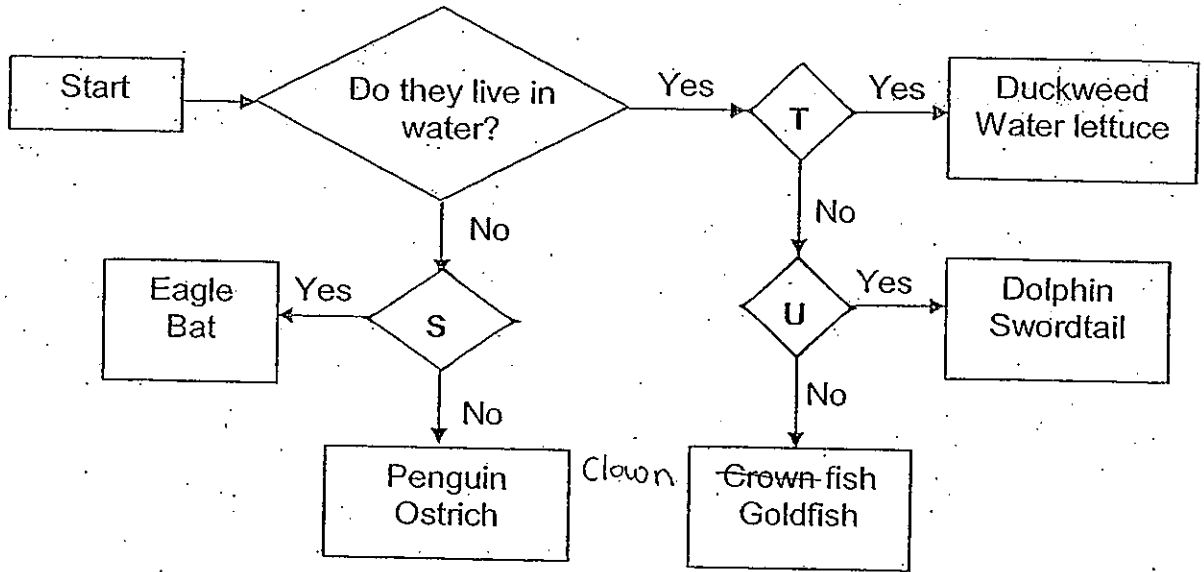 Start
Do they live in
water?
Yes
T
Yes
Duckweed
Water lettuce
No
No
Eagle
Bat
Yes
S
U
Yes
Dolphin
Swordtail
No
No
Penguin
Ostrich
Clown
Crown fish
Goldfish